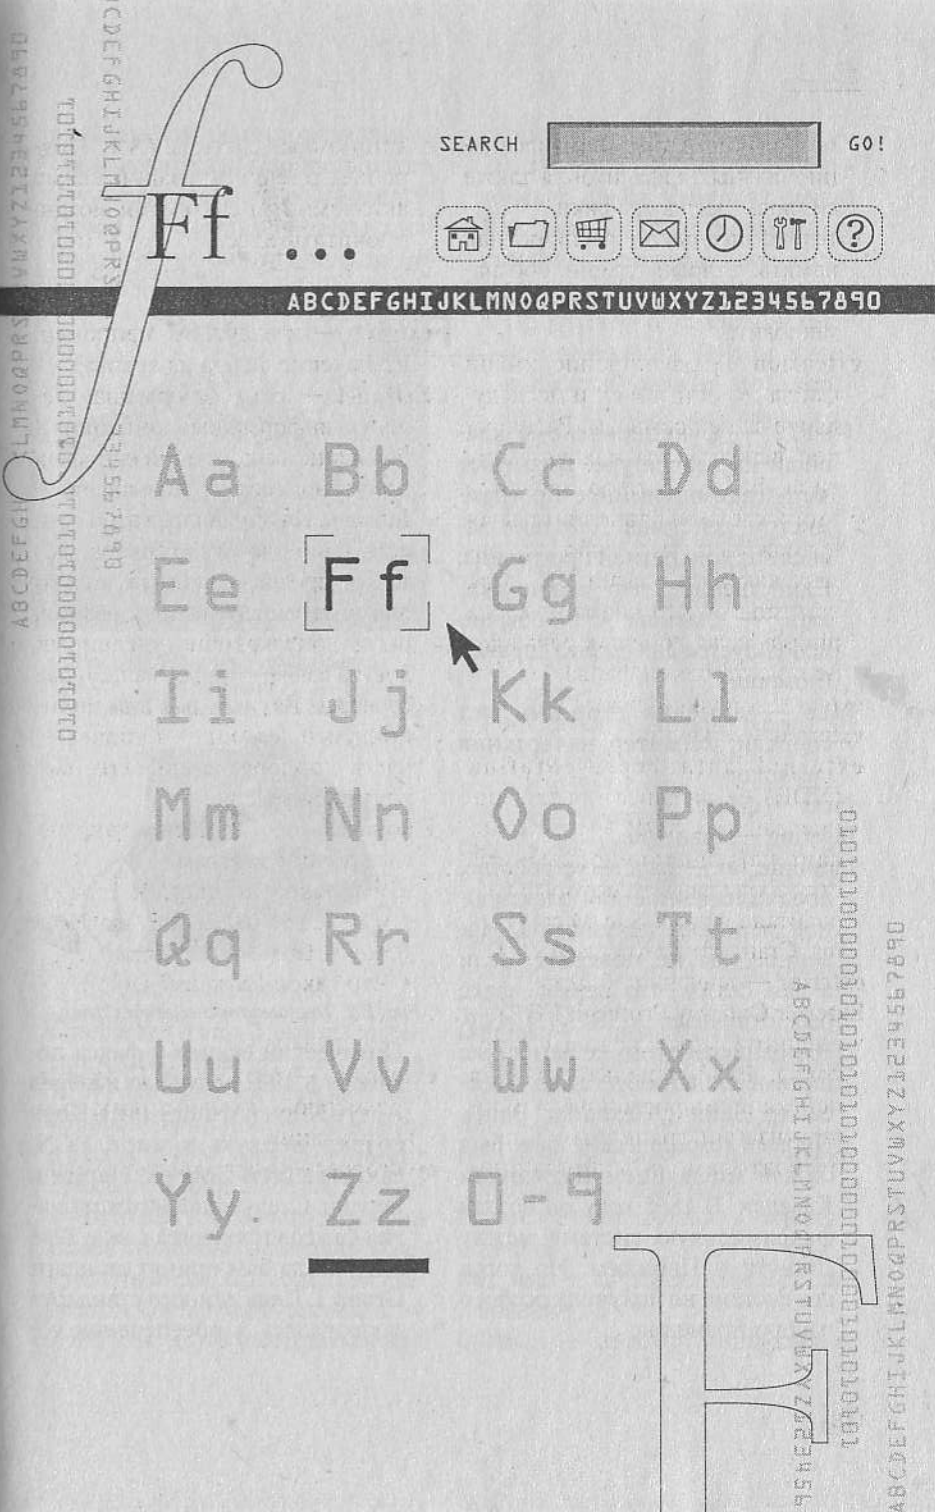 SEARCH GO!
Ff ...
ABCDEFGHIJKLMNOQPRSTUVWXYZ1234567890
Aa Bb Cc Dd
Ee Ff Gg Hh
Ii Jj Kk Ll
Mm Nn Oo Pp
Qq Rr Ss Tt
Uu Vv Ww Xx
Yy Zz 0-9
ABCDEFGHIJKLMNOQPRSTUVWXYZ1234567890
F